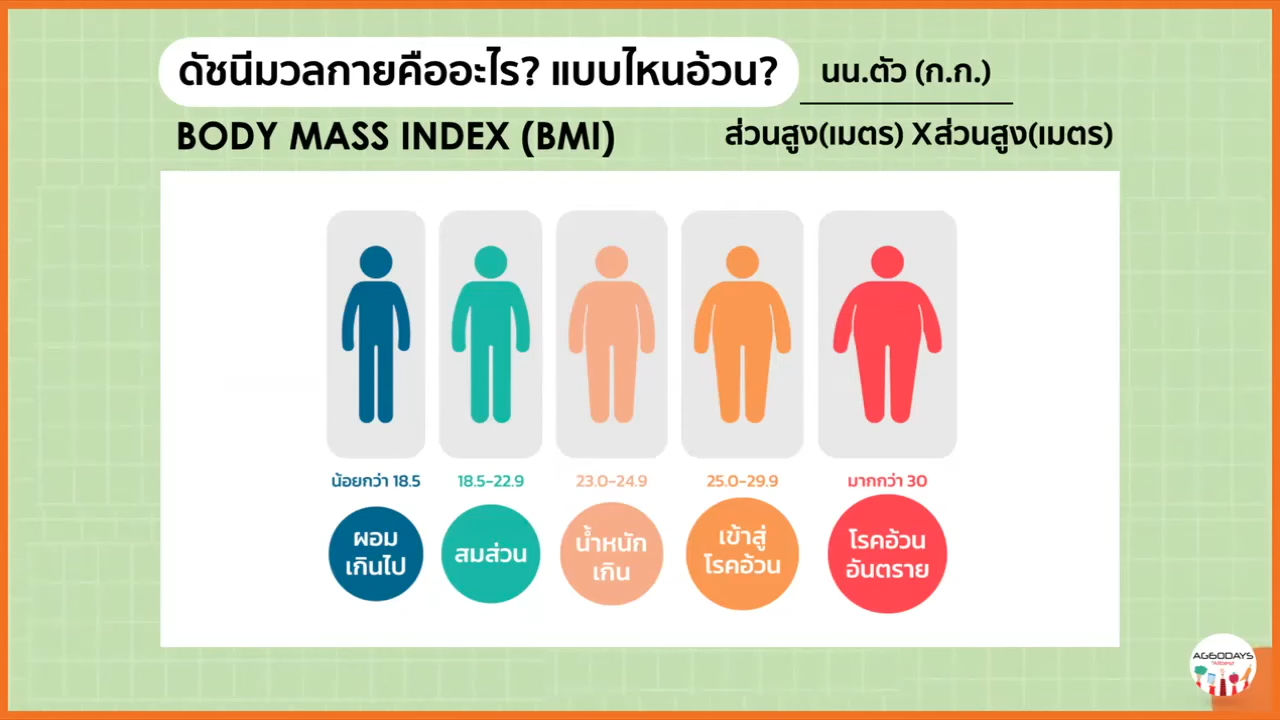 ดัชนีมวลกายคืออะไร? แบบไหนอ้วน?
นน.ตัว (ก.ก.)
BODY MASS INDEX (BMI)
ส่วนสูง(เมตร) Xส่วนสูง(เมตร)
น้อยกว่า 18.5
18.5-22.9
23.0-24.9
25.0-29.9
มากกว่า 30
ผอม
เกินไป
สมส่วน
น้ำหนัก
เกิน
เข้าสู่
โรคอ้วน
โรคอ้วน
อันตราย
AG60DAYS